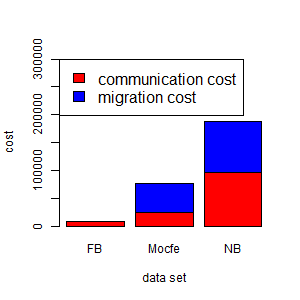 300000
communication cost
migration cost
200000
cost
100000
0
FB Mocfe NB
data set